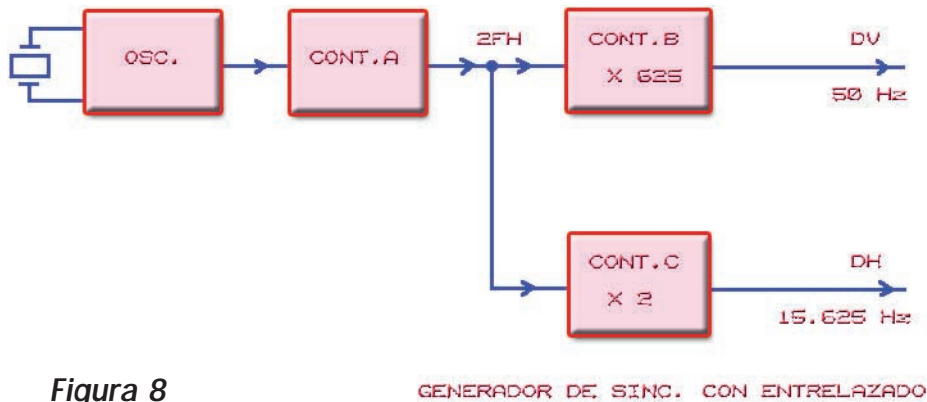 OSC.
CONT.A
2FH
CONT.B
X 625
DV
50 Hz
CONT.C
X 2
DH
15.625 Hz
Figura 8
GENERADOR DE SINC. CON ENTRELAZADO